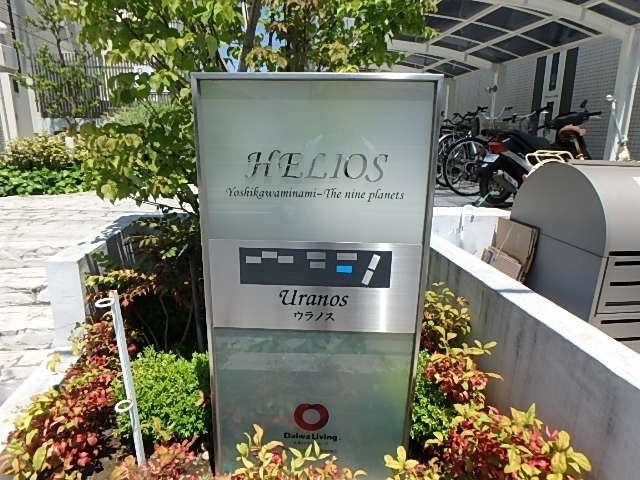 HELIOS
Yoshikawaminami–The nine planets
Uranos
ウラノス
Daiwa Living